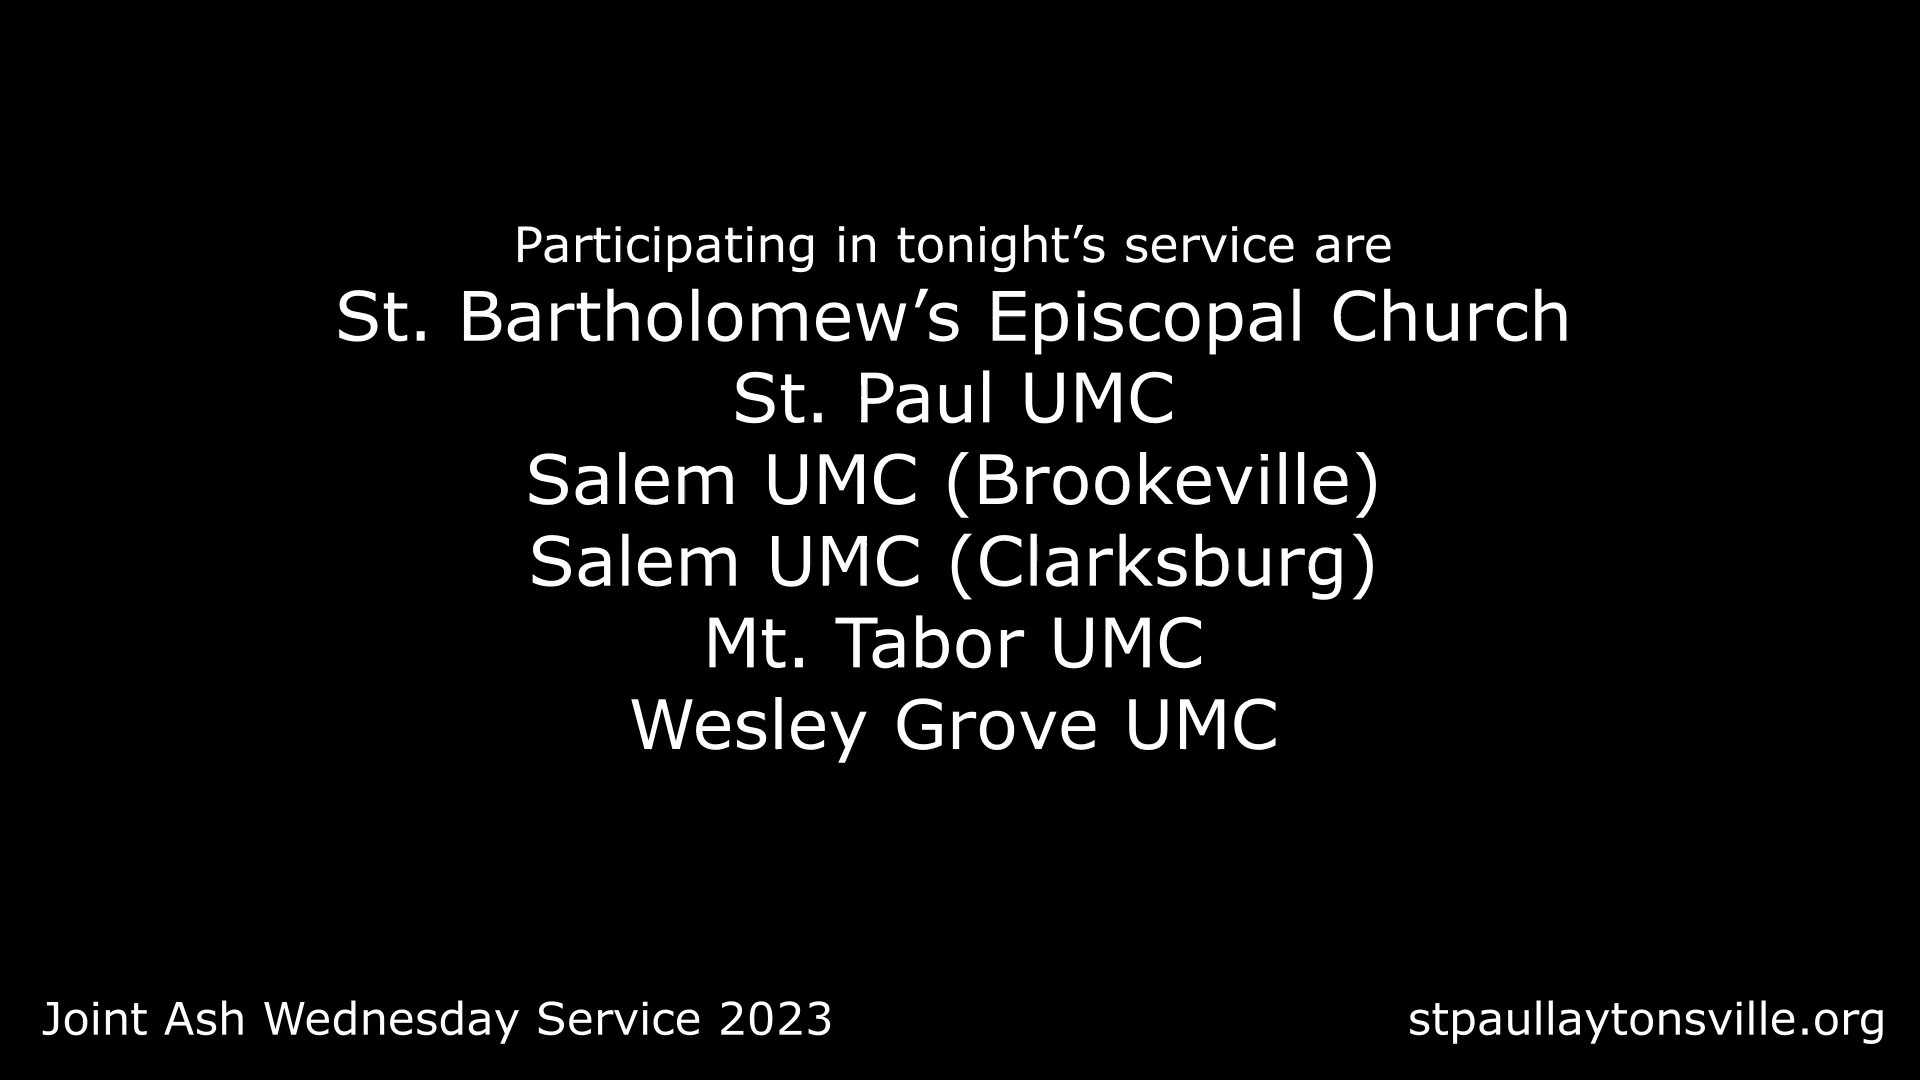 Participating in tonight’s service are
St. Bartholomew’s Episcopal Church
St. Paul UMC
Salem UMC (Brookeville)
Salem UMC (Clarksburg)
Mt. Tabor UMC
Wesley Grove UMC
Joint Ash Wednesday Service 2023
stpaullaytonsville.org